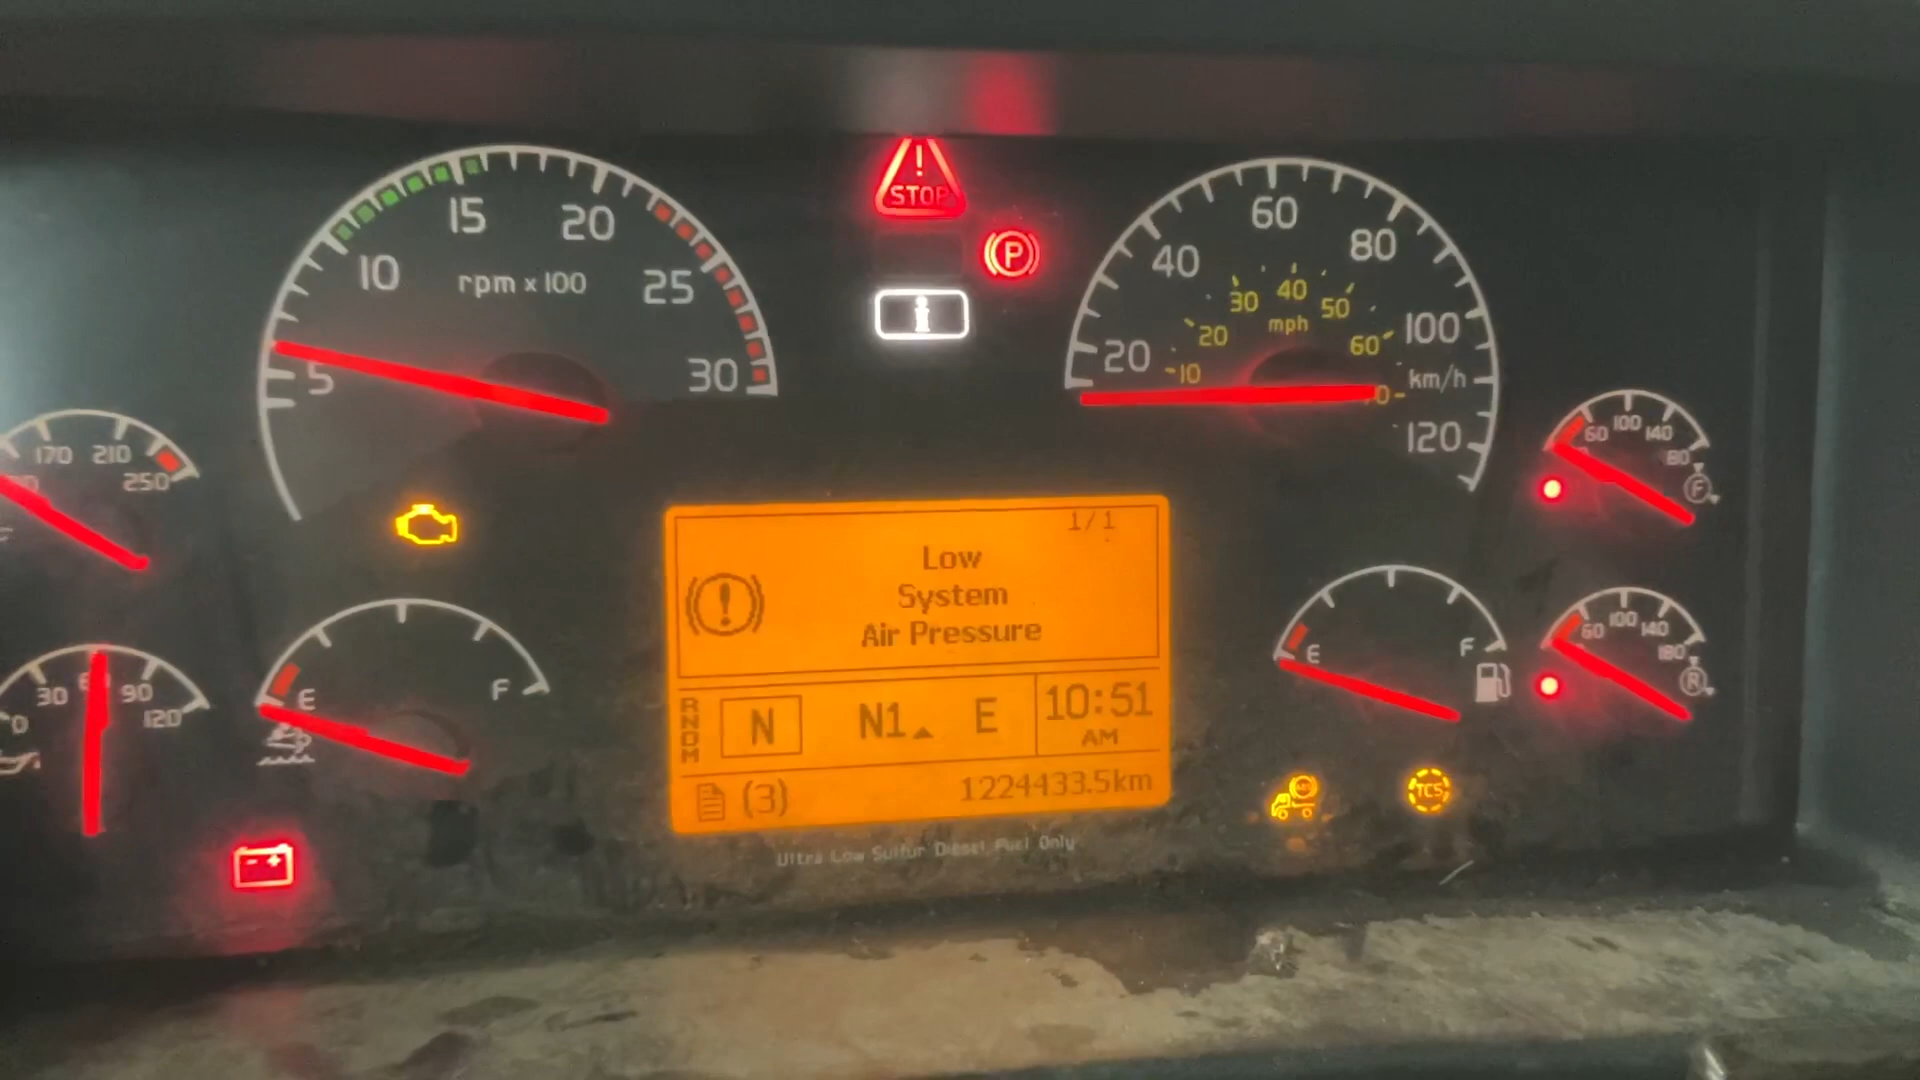 STOP
P
5
10
15
20
25
30
rpm x 100
20
40
60
80
100
120
km/h
10
20
30
40
50
60
mph
170
210
250
0
30
90
120
E
F
E
F
60
100
140
F
60
100
140
180
R
1/1
Low
System
Air Pressure
R
N
D
M
N
N1
E
10:51
AM
(3)
1224433.5km
TCS
Ultra Low Sulfur Diesel Fuel Only